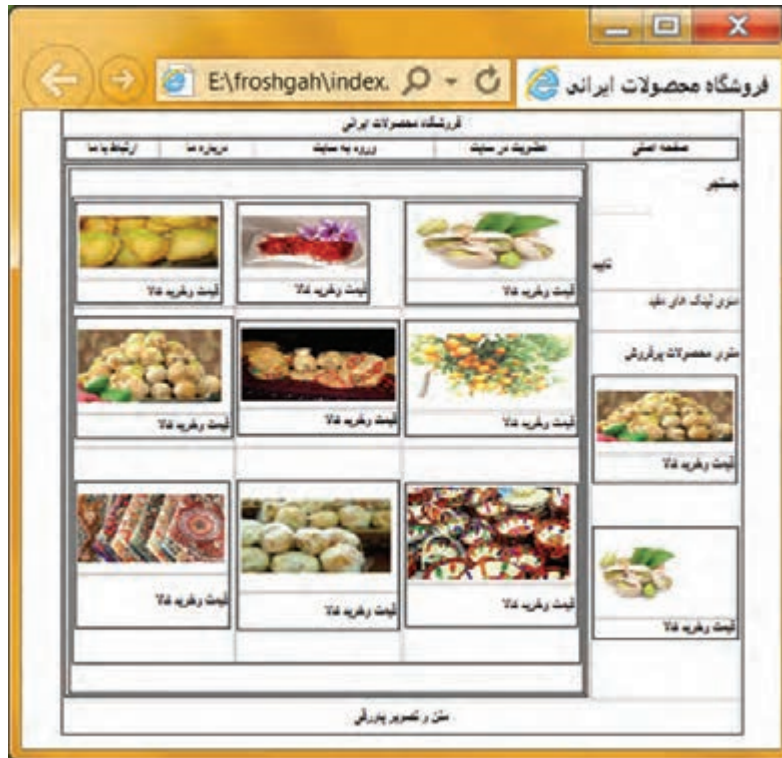 E:\froshgah\index.
فروشگاه محصولات ایرانی
فروشگاه محصولات ایرانی
صفحه اصلی عضویت در سایت ورود به سایت درباره ما ارتباط با ما
جستجو
تایید
منوی لینک های مفید
منوی محصولات پرفروش
قیمت وخرید کالا
قیمت وخرید کالا
قیمت وخرید کالا قیمت وخرید کالا قیمت وخرید کالا
قیمت وخرید کالا قیمت وخرید کالا قیمت وخرید کالا
قیمت وخرید کالا قیمت وخرید کالا قیمت وخرید کالا
متن و تصویر پاورقی